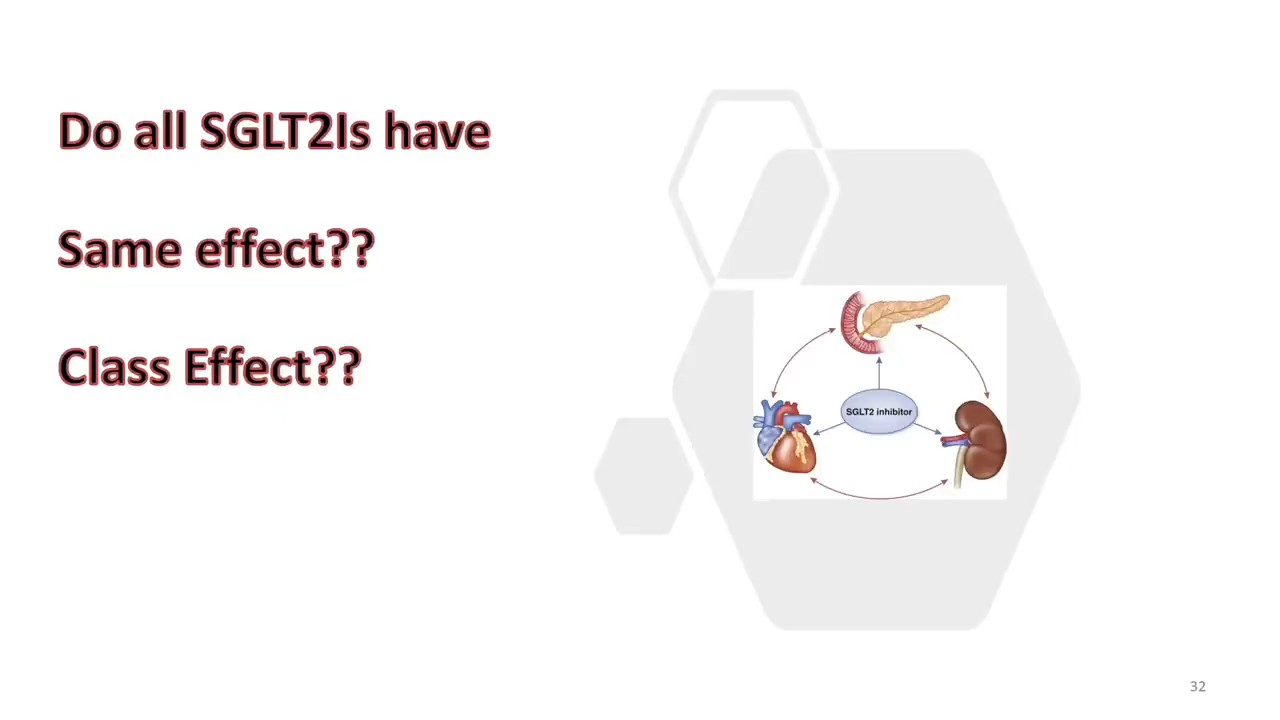 Do all SGLT2Is have
Same effect??
Class Effect??
SGLT2 inhibitor
32